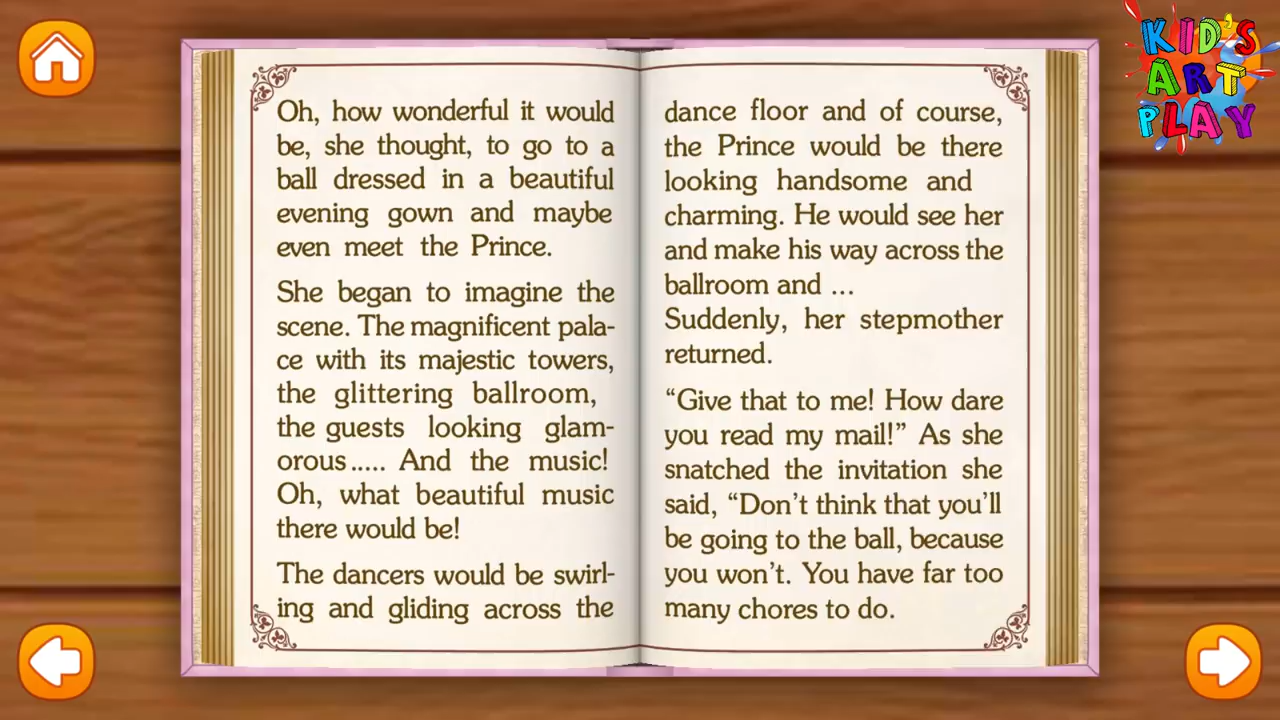 Oh, how wonderful it would
be, she thought, to go to a
ball dressed in a beautiful
evening gown and maybe
even meet the Prince.
She began to imagine the
scene. The magnificent pala-
ce with its majestic towers,
the glittering ballroom,
the guests looking glam-
orous..... And the music!
Oh, what beautiful music
there would be!
The dancers would be swirl-
ing and gliding across the
dance floor and of course,
the Prince would be there
looking handsome and
charming. He would see her
and make his way across the
ballroom and ...
Suddenly, her stepmother
returned.
“Give that to me! How dare
you read my mail!” As she
snatched the invitation she
said, “Don’t think that you’ll
be going to the ball, because
you won’t. You have far too
many chores to do.
KID'S
ART
PLAY